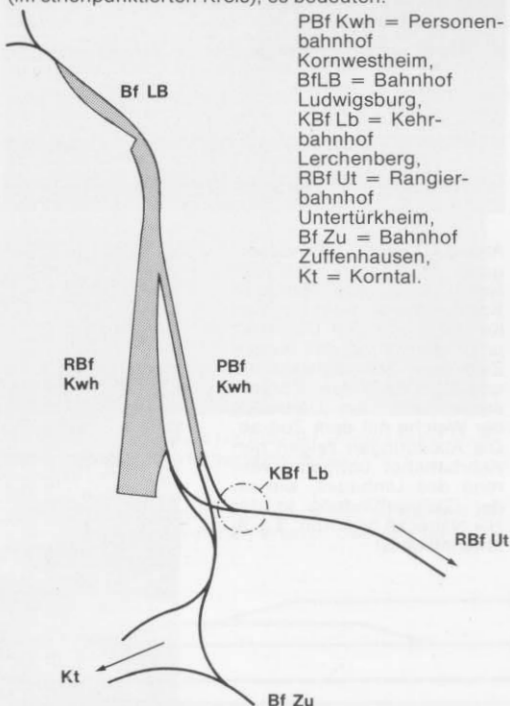 (im strichpunktierten Kreis), es bedeuten:
PBf Kwh = Personen-
bahnhof
Kornwestheim,
BfLB = Bahnhof
Ludwigsburg,
KBf Lb = Kehr-
bahnhof
Lerchenberg,
RBf Ut = Rangier-
bahnhof
Untertürkheim,
Bf Zu = Bahnhof
Zuffenhausen,
Kt = Korntal.
Bf LB
RBf
Kwh
PBf
Kwh
KBf Lb
RBf Ut
Kt
Bf Zu